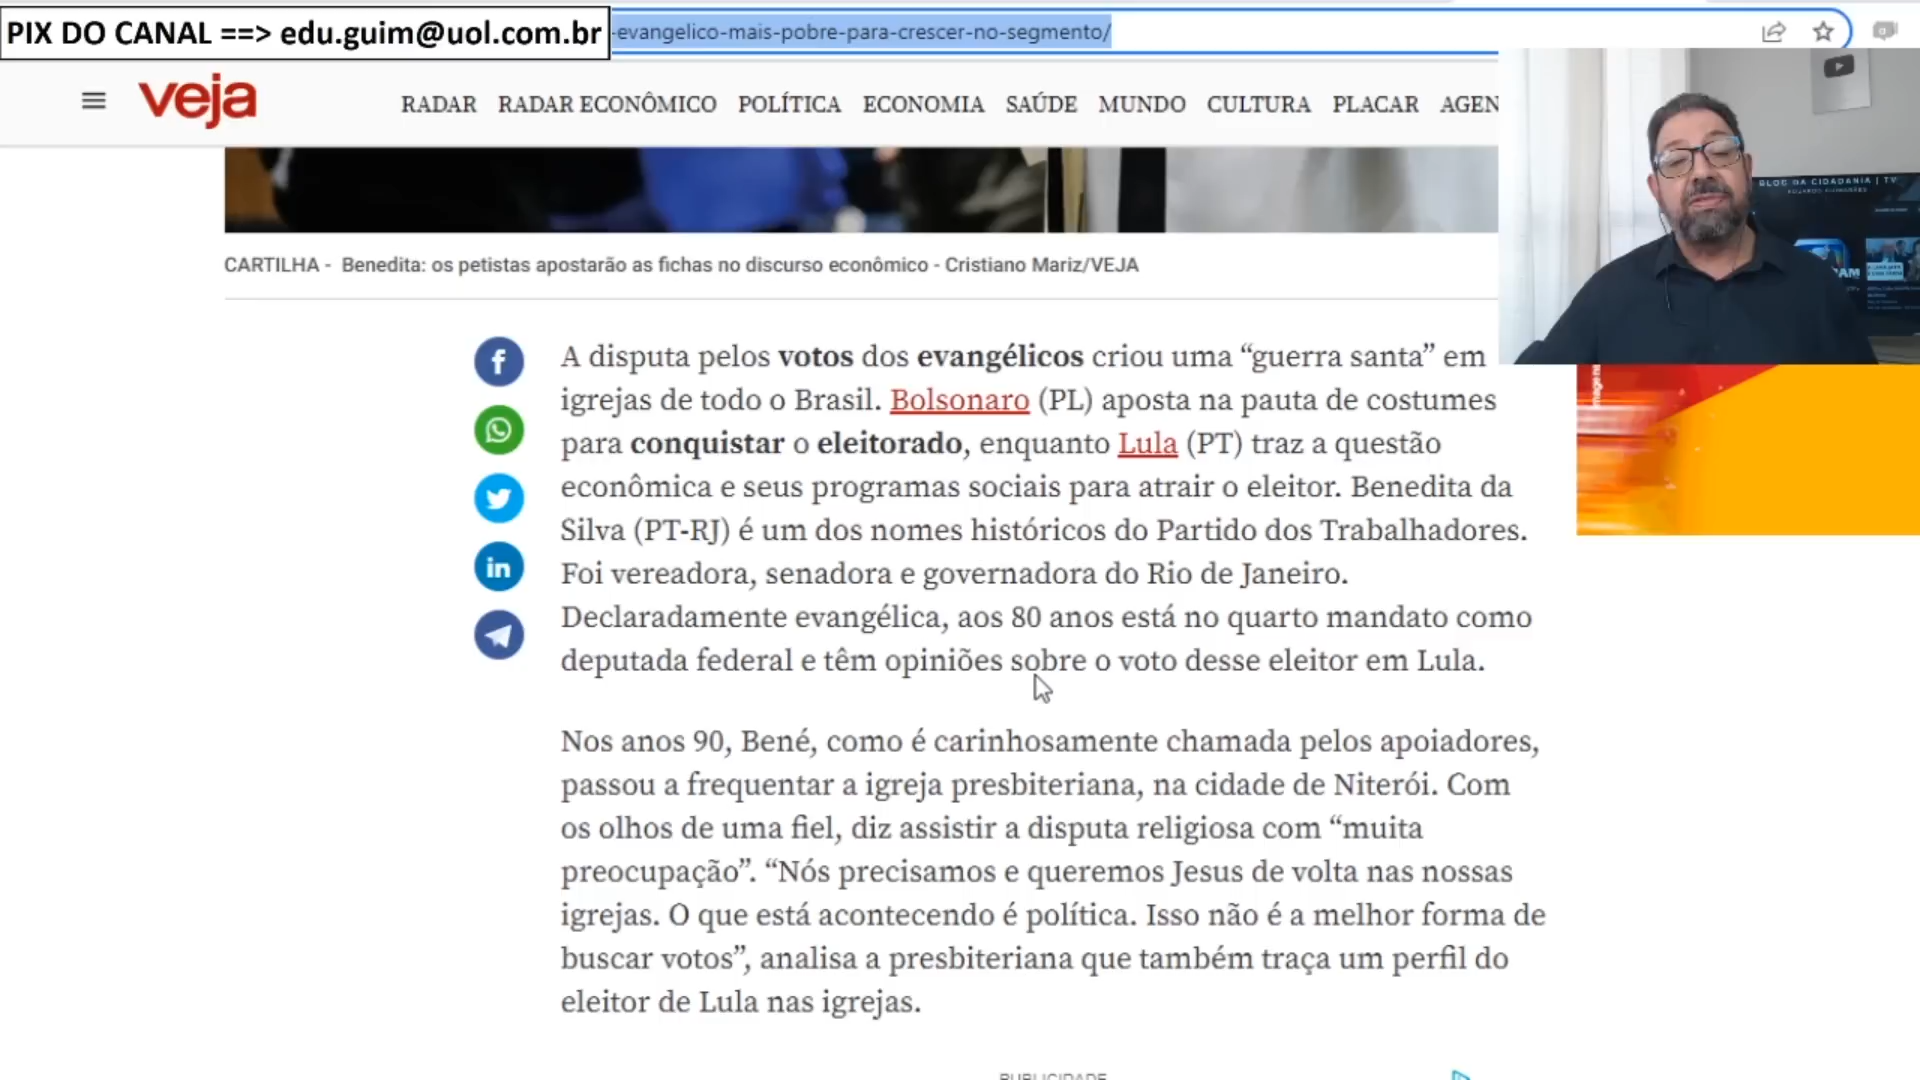 PIX DO CANAL ==> edu.guim@uol.com.br
-evangelico-mais-pobre-para-crescer-no-segmento/
veja
RADAR RADAR ECONÔMICO POLÍTICA ECONOMIA SAÚDE MUNDO CULTURA PLACAR AGEN
BLOG DA CIDADANIA | TV
CARTILHA - Benedita: os petistas apostarão as fichas no discurso econômico - Cristiano Mariz/VEJA
A disputa pelos votos dos evangélicos criou uma “guerra santa” em
igrejas de todo o Brasil. Bolsonaro (PL) aposta na pauta de costumes
para conquistar o eleitorado, enquanto Lula (PT) traz a questão
econômica e seus programas sociais para atrair o eleitor. Benedita da
Silva (PT-RJ) é um dos nomes históricos do Partido dos Trabalhadores.
Foi vereadora, senadora e governadora do Rio de Janeiro.
Declaradamente evangélica, aos 80 anos está no quarto mandato como
deputada federal e têm opiniões sobre o voto desse eleitor em Lula.
Nos anos 90, Bené, como é carinhosamente chamada pelos apoiadores,
passou a frequentar a igreja presbiteriana, na cidade de Niterói. Com
os olhos de uma fiel, diz assistir a disputa religiosa com “muita
preocupação”. “Nós precisamos e queremos Jesus de volta nas nossas
igrejas. O que está acontecendo é política. Isso não é a melhor forma de
buscar votos”, analisa a presbiteriana que também traça um perfil do
eleitor de Lula nas igrejas.
PUBLICIDADE